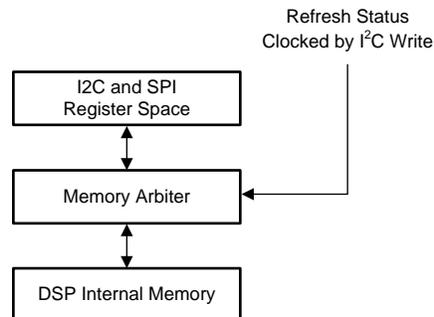 Refresh Status
Clocked by I²C Write
I2C and SPI
Register Space
Memory Arbiter
DSP Internal Memory